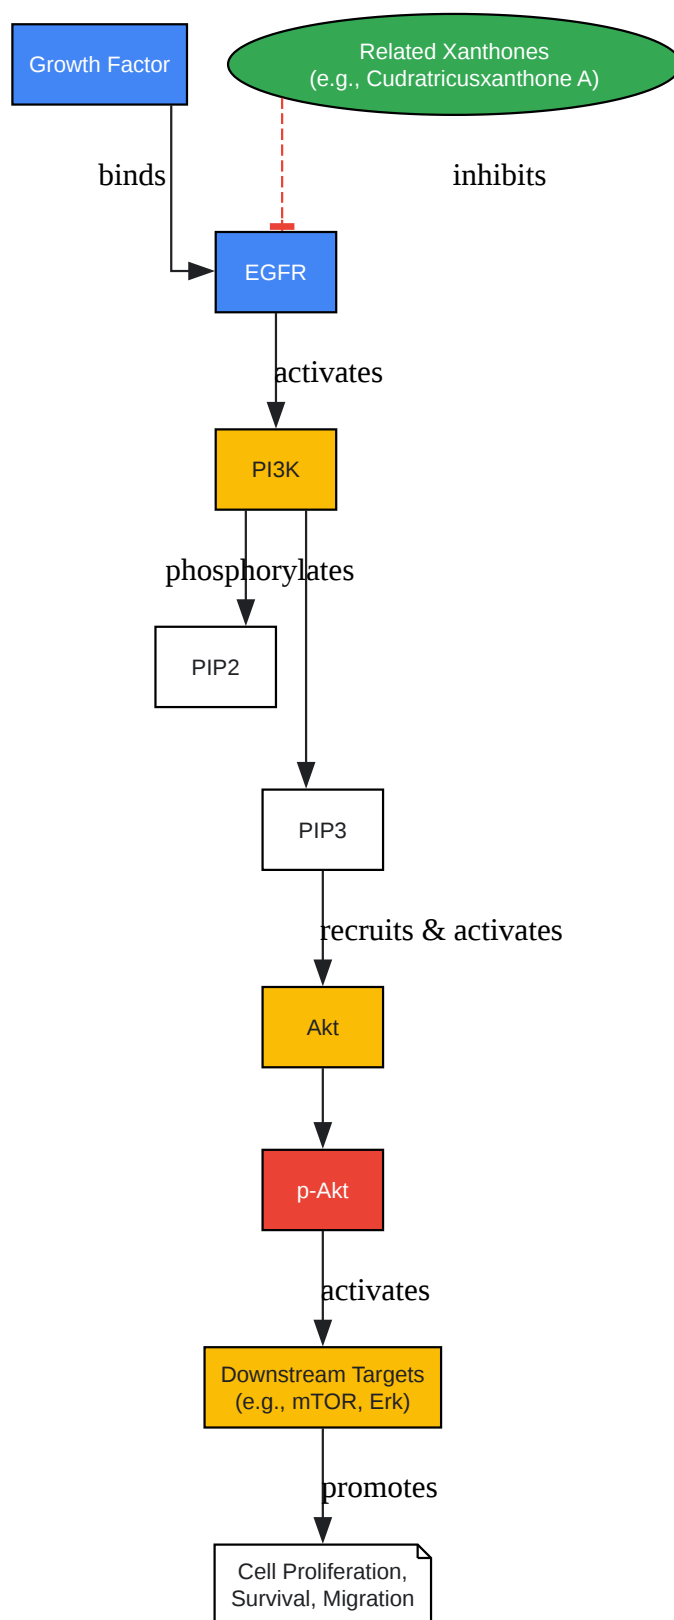 Growth Factor
Related Xanthones
(e.g., Cudratricusxanthone A)
binds
inhibits
EGFR
activates
PI3K
phosphorylates
PIP2
PIP3
recruits & activates
Akt
p-Akt
activates
Downstream Targets
(e.g., mTOR, Erk)
promotes
Cell Proliferation,
Survival, Migration